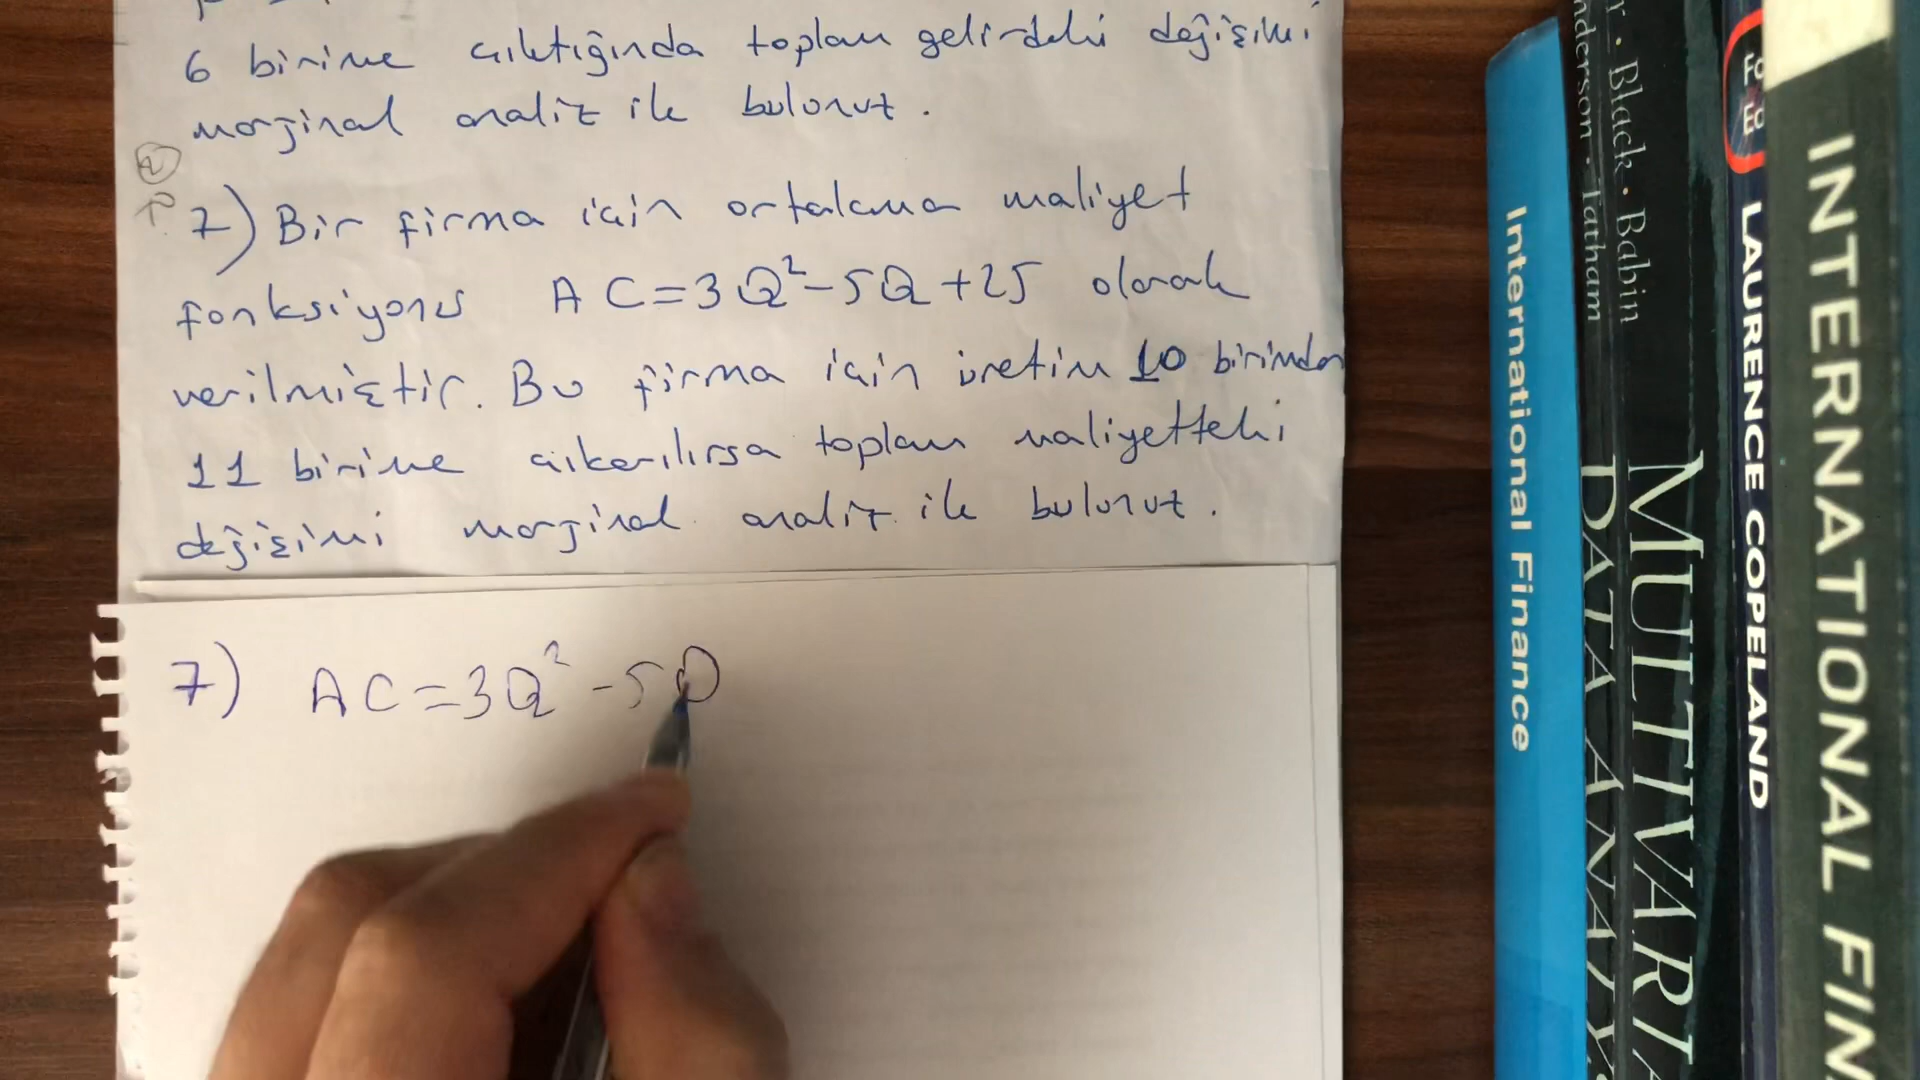 6 birime çıktığında toplam gelirdeki değişimi
marjinal analiz ile bulunuz.
7) Bir firma için ortalama maliyet
fonksiyonu AC=3Q²-5Q+25 olarak
verilmiştir. Bu firma için üretim 10 birimden
11 birime çıkarılırsa toplam maliyetteki
değişimi marjinal analiz ile bulunuz.
7) AC=3Q²-5Q
International Finance
Black · Babin
Anderson · Tatham
MULTIVARIA
DATA ANALY
LAURENCE COPELAND
INTERNATIONAL FIN